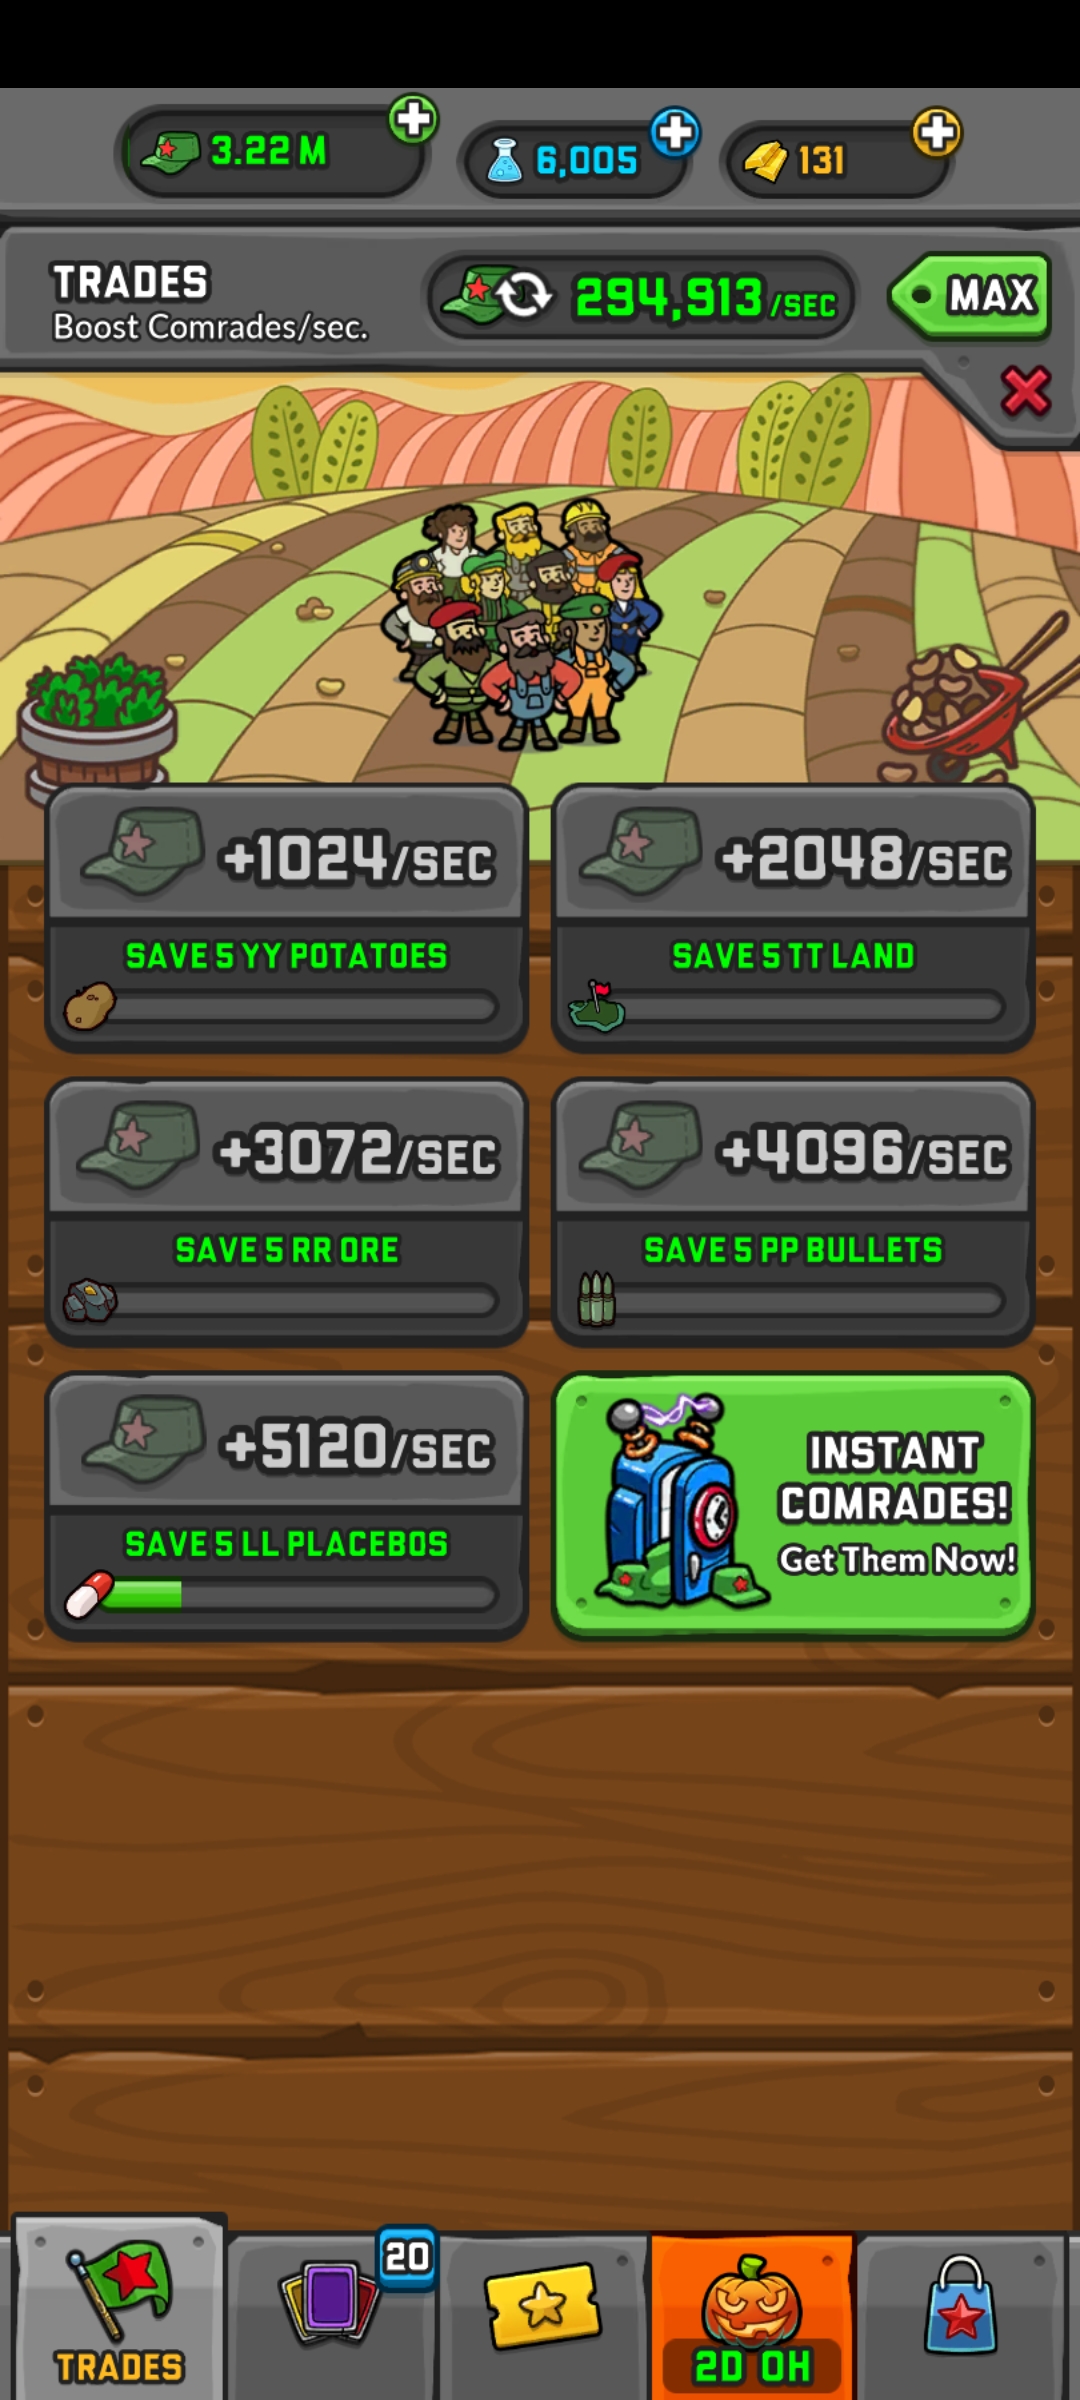 3.22 M
6,005
131
TRADES
Boost Comrades/sec.
294,913 /SEC
MAX
+1024/SEC
SAVE 5 YY POTATOES
+2048/SEC
SAVE 5 TT LAND
+3072/SEC
SAVE 5 RR ORE
+4096/SEC
SAVE 5 PP BULLETS
+5120/SEC
SAVE 5 LL PLACEBOS
INSTANT
COMRADES!
Get Them Now!
TRADES
20
2D 0H